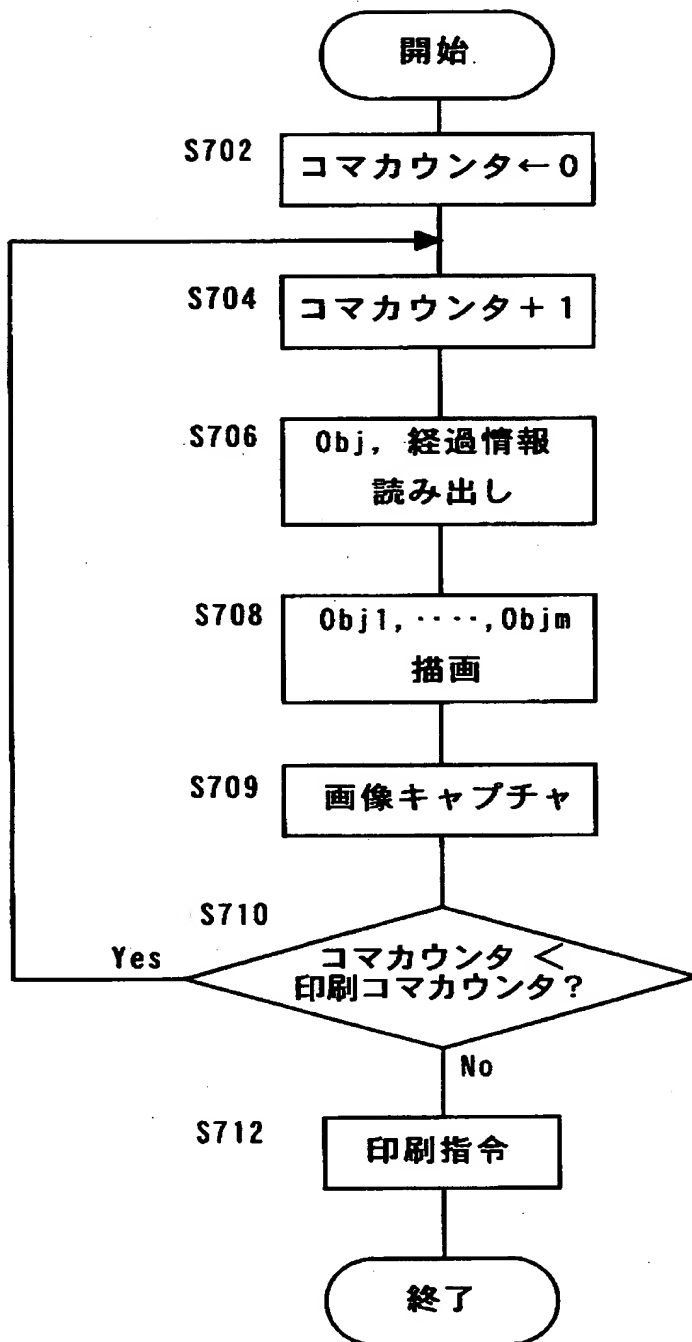 開始
S702
コマカウンタ←0
S704
コマカウンタ+1
S706
Obj, 経過情報
読み出し
S708
Obj1,····,Objm
描画
S709
画像キャプチャ
S710
Yes
コマカウンタ <
印刷コマカウンタ?
No
S712
印刷指令
終了